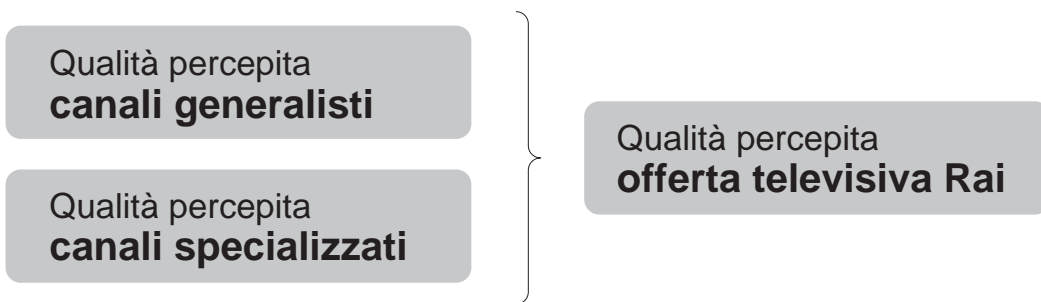 Qualità percepita
canali generalisti
Qualità percepita
canali specializzati
Qualità percepita
offerta televisiva Rai